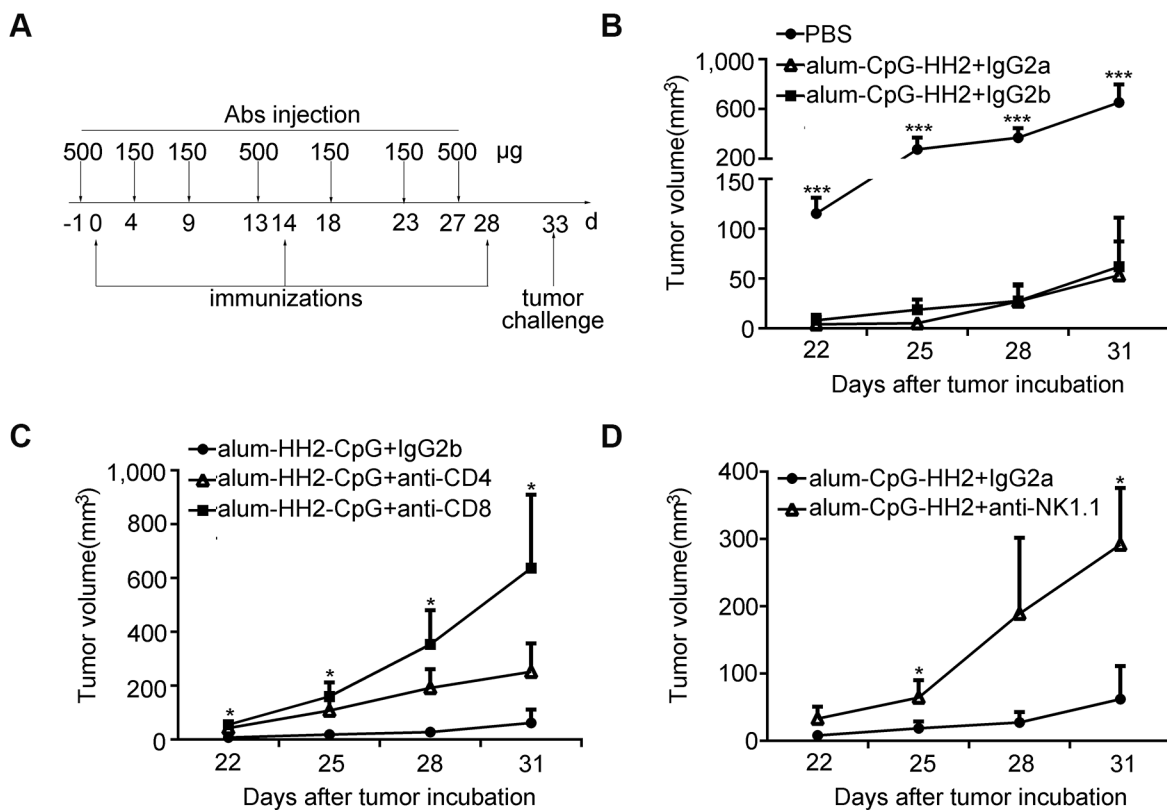 A
Abs injection
500 150 150 500 150 150 500 µg
-1 0 4 9 13 14 18 23 27 28 33 d
immunizations
tumor
challenge
B
PBS
alum-CpG-HH2+IgG2a
alum-CpG-HH2+IgG2b
Tumor volume(mm³)
1,000
600
200
150
100
50
0
*** *** *** ***
22 25 28 31
Days after tumor incubation
C
alum-HH2-CpG+IgG2b
alum-HH2-CpG+anti-CD4
alum-HH2-CpG+anti-CD8
Tumor volume(mm³)
1,000
800
600
400
200
0
* * * *
22 25 28 31
Days after tumor incubation
D
alum-CpG-HH2+IgG2a
alum-CpG-HH2+anti-NK1.1
Tumor volume(mm³)
400
300
200
100
0
* *
22 25 28 31
Days after tumor incubation